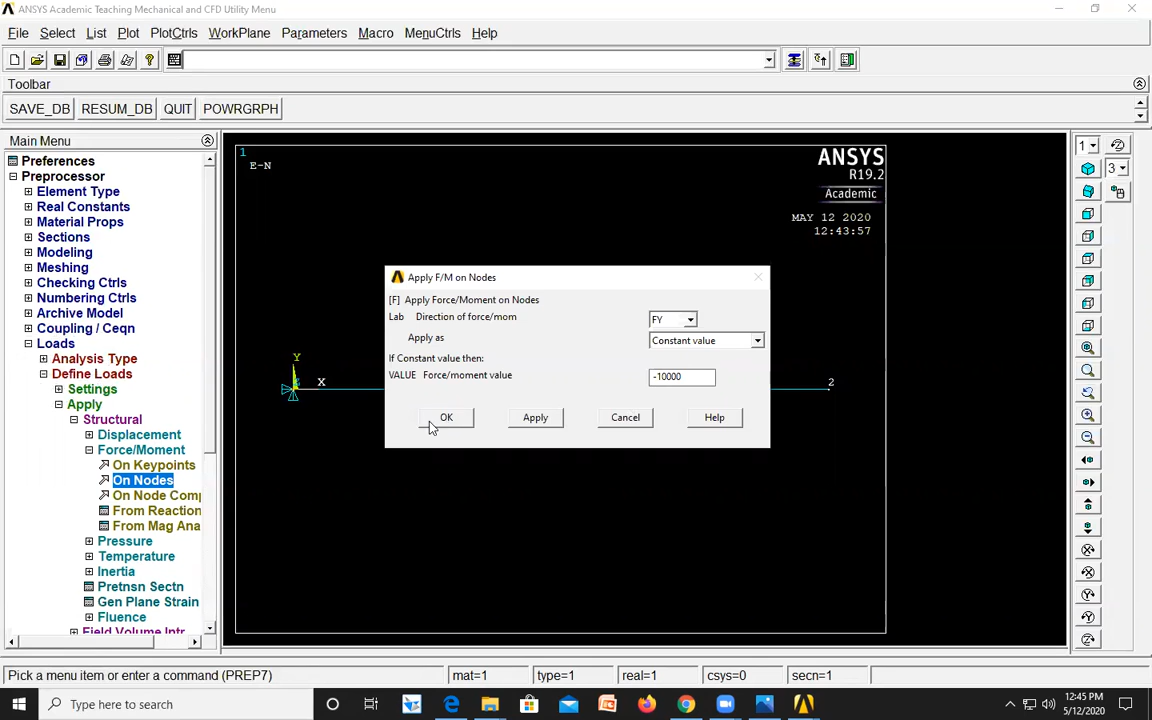 ANSYS Academic Teaching Mechanical and CFD Utility Menu
File Select List Plot PlotCtrls WorkPlane Parameters Macro MenuCtrls Help
Toolbar
SAVE_DB RESUM_DB QUIT POWRGRPH
Main Menu
Preferences
Preprocessor
Element Type
Real Constants
Material Props
Sections
Modeling
Meshing
Checking Ctrls
Numbering Ctrls
Archive Model
Coupling / Ceqn
Loads
Analysis Type
Define Loads
Settings
Apply
Structural
Displacement
Force/Moment
On Keypoints
On Nodes
On Node Comp
From Reaction
From Mag Ana
Pressure
Temperature
Inertia
Pretnsn Sectn
Gen Plane Strain
Fluence
Field Volume Intr
1
E-N
ANSYS
R19.2
Academic
MAY 12 2020
12:43:57
Y
X
2
Apply F/M on Nodes
[F] Apply Force/Moment on Nodes
Lab Direction of force/mom FY
Apply as Constant value
If Constant value then:
VALUE Force/moment value -10000
OK Apply Cancel Help
1
3
Pick a menu item or enter a command (PREP7) mat=1 type=1 real=1 csys=0 secn=1
Type here to search
12:45 PM
5/12/2020